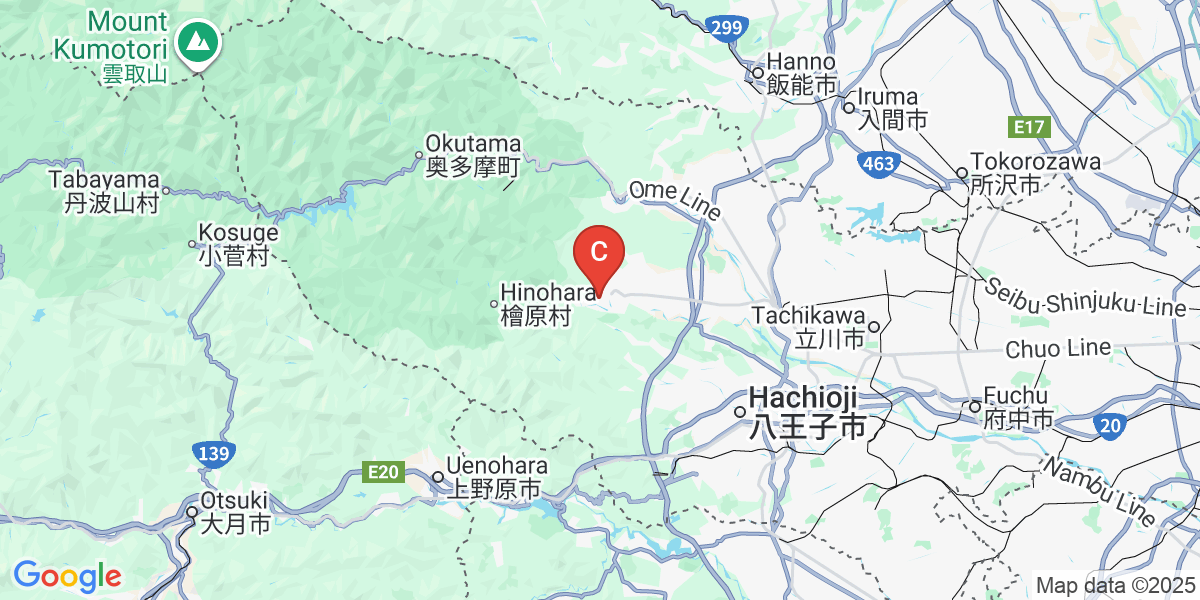 Mount
Kumotori
雲取山
299
Hanno
飯能市
Iruma
入間市
E17
Okutama
奥多摩町
463
Tokorozawa
所沢市
Tabayama
丹波山村
Ome Line
Kosuge
小菅村
C
Hinohara
檜原村
Seibu-Shinjuku Line
Tachikawa
立川市
Chuo Line
Hachioji
八王子市
Fuchu
府中市
20
139
E20
Uenohara
上野原市
Nambu Line
Otsuki
大月市
Google
Map data ©2025